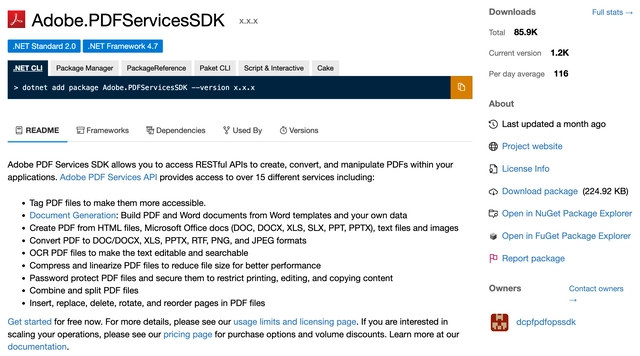 Adobe.PDFServicesSDK x.x.x
.NET Standard 2.0 .NET Framework 4.7
.NET CLI Package Manager PackageReference Paket CLI Script & Interactive Cake
> dotnet add package Adobe.PDFServicesSDK --version x.x.x
README Frameworks Dependencies Used By Versions
Adobe PDF Services SDK allows you to access RESTful APIs to create, convert, and manipulate PDFs within your
applications. Adobe PDF Services API provides access to over 15 different services including:
• Tag PDF files to make them more accessible.
• Document Generation: Build PDF and Word documents from Word templates and your own data
• Create PDF from HTML files, Microsoft Office docs (DOC, DOCX, XLS, SLX, PPT, PPTX), text files and images
• Convert PDF to DOC/DOCX, XLS, PPTX, RTF, PNG, and JPEG formats
• OCR PDF files to make the text editable and searchable
• Compress and linearize PDF files to reduce file size for better performance
• Password protect PDF files and secure them to restrict printing, editing, and copying content
• Combine and split PDF files
• Insert, replace, delete, rotate, and reorder pages in PDF files
Get started for free now. For more details, please see our usage limits and licensing page. If you are interested in
scaling your operations, please see our pricing page for purchase options and volume discounts. Learn more at our
documentation.
Downloads Full stats →
Total 85.9K
Current version 1.2K
Per day average 116
About
Last updated a month ago
Project website
License Info
Download package (224.92 KB)
Open in NuGet Package Explorer
Open in FuGet Package Explorer
Report package
Owners Contact owners
→
dcpfpdfopssdk